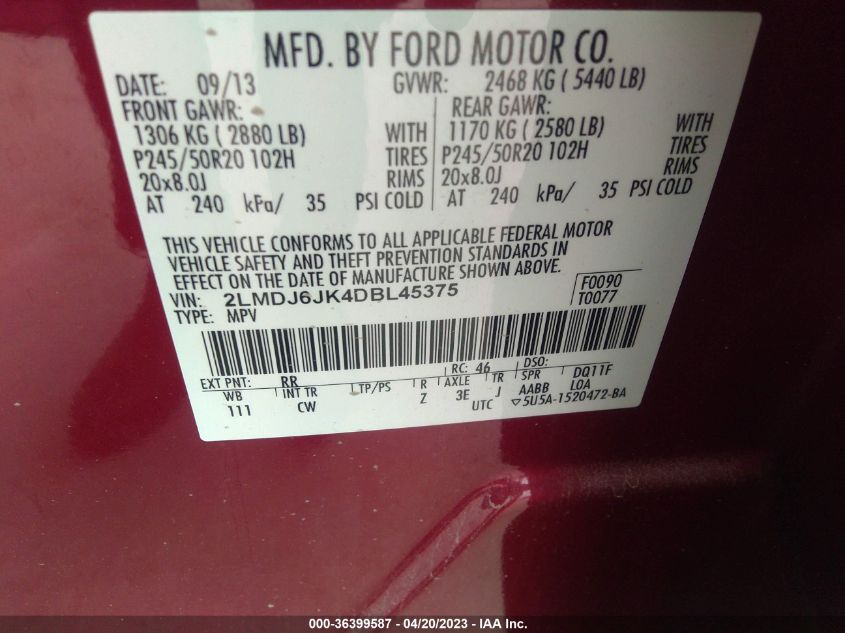 MFD. BY FORD MOTOR CO.
DATE: 09/13 GVWR: 2468 KG ( 5440 LB)
FRONT GAWR: REAR GAWR:
1306 KG ( 2880 LB) WITH 1170 KG ( 2580 LB) WITH
P245/50R20 102H TIRES P245/50R20 102H TIRES
20x8.0J RIMS 20x8.0J RIMS
AT 240 kPa/ 35 PSI COLD AT 240 kPa/ 35 PSI COLD
THIS VEHICLE CONFORMS TO ALL APPLICABLE FEDERAL MOTOR
VEHICLE SAFETY AND THEFT PREVENTION STANDARDS IN
EFFECT ON THE DATE OF MANUFACTURE SHOWN ABOVE.
VIN: 2LMDJ6JK4DBL45375 F0090
TYPE: MPV T0077
EXT PNT: RR RC: 46 DSO:
WB INT TR TP/PS R AXLE TR SPR DQ11F
111 CW Z 3E J AABB LOA
UTC ▽5U5A-1520472-BA
000-36399587 - 04/20/2023 - IAA Inc.